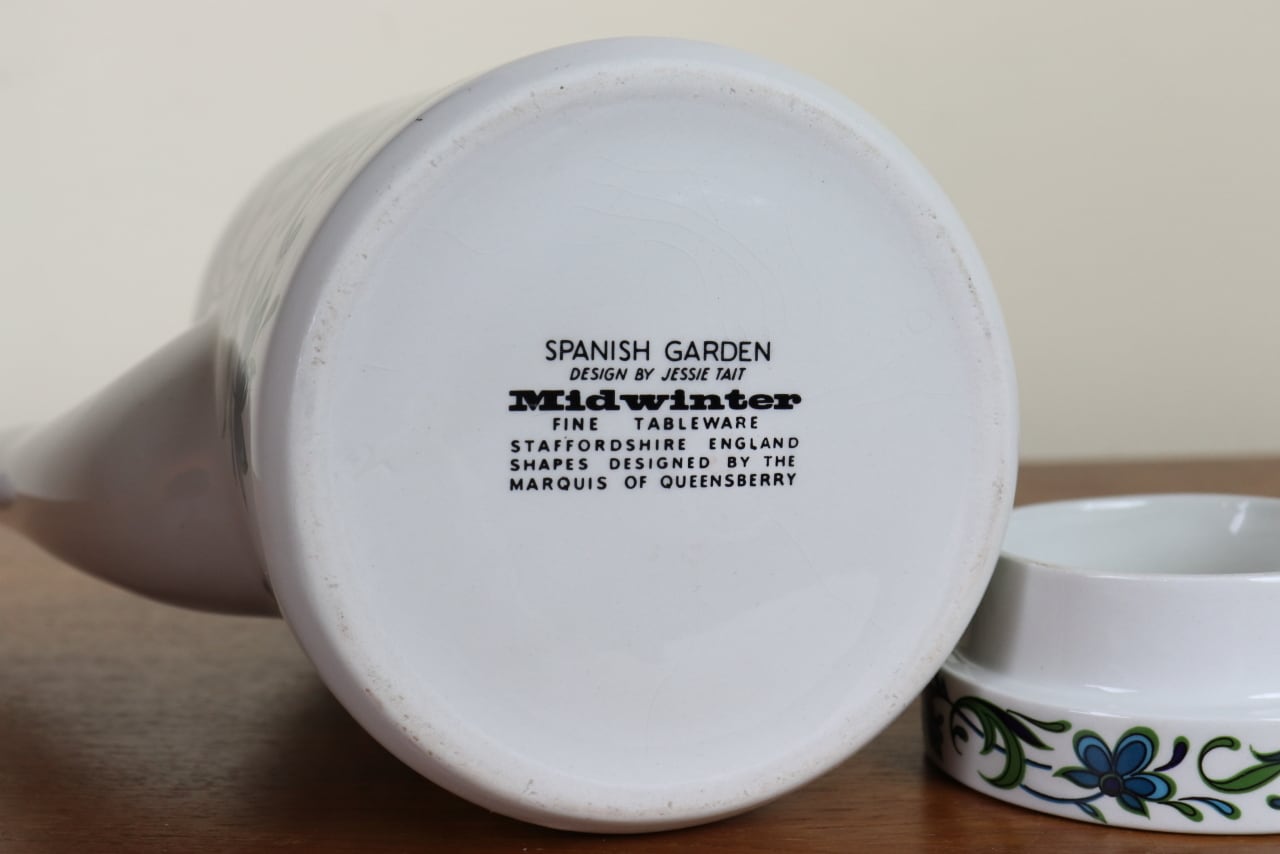 SPANISH GARDEN
DESIGN BY JESSIE TAIT
Midwinter
FINE TABLEWARE
STAFFORDSHIRE ENGLAND
SHAPES DESIGNED BY THE
MARQUIS OF QUEENSBERRY